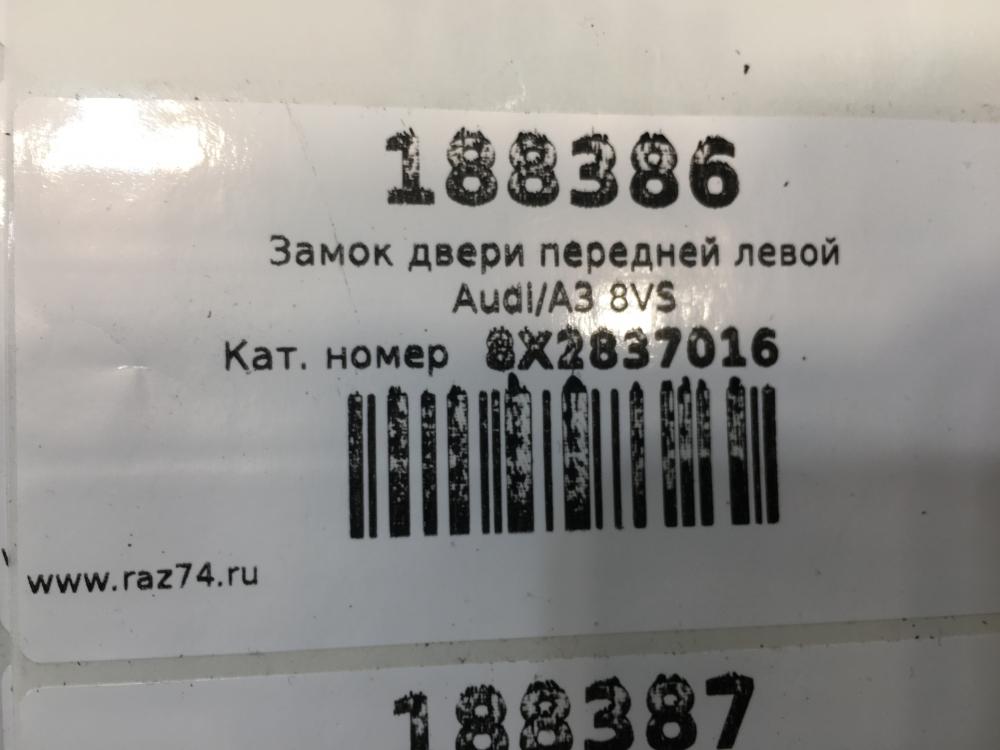 188386
Замок двери передней левой
Audi/A3 8VS
Кат. номер 8X2837016
www.raz74.ru
188387